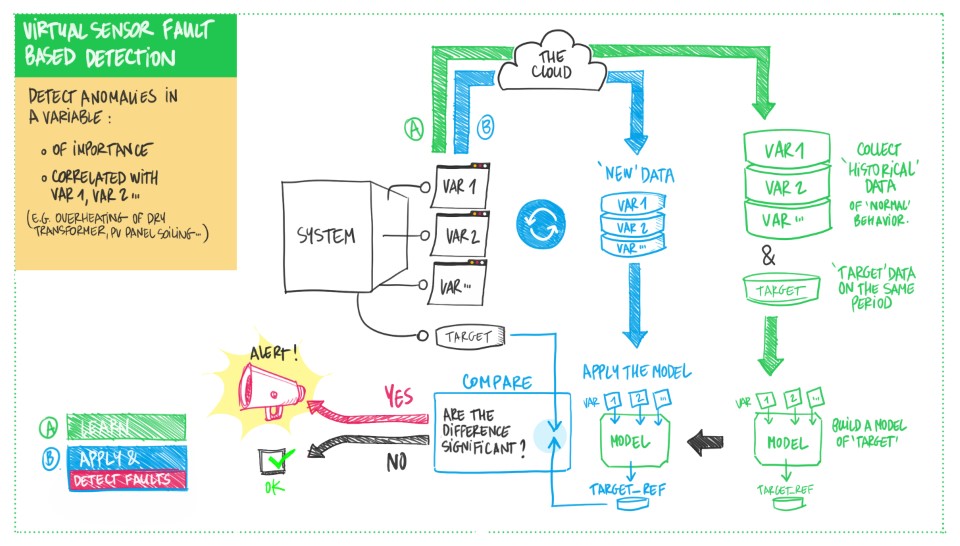 VIRTUAL SENSOR FAULT
BASED DETECTION
DETECT ANOMALIES IN
A VARIABLE :
OF IMPORTANCE
CORRELATED WITH
VAR 1, VAR 2 ...
(E.G. OVERHEATING OF DRY
TRANSFORMER, PV PANEL SOILING...)
THE
CLOUD
A
B
SYSTEM
VAR 1
VAR 2
VAR ...
TARGET
'NEW' DATA
VAR 1
VAR 2
VAR ...
VAR 1
VAR 2
VAR ...
COLLECT
'HISTORICAL'
DATA
OF 'NORMAL'
BEHAVIOR.
&
TARGET
'TARGET' DATA
ON THE SAME
PERIOD
ALERT!
YES
NO
OK
COMPARE
ARE THE
DIFFERENCE
SIGNIFICANT ?
APPLY THE MODEL
VAR 1 2 ...
MODEL
TARGET_REF
VAR 1 2 ...
MODEL
TARGET_REF
BUILD A MODEL
OF 'TARGET'
A LEARN
B APPLY &
DETECT FAULTS